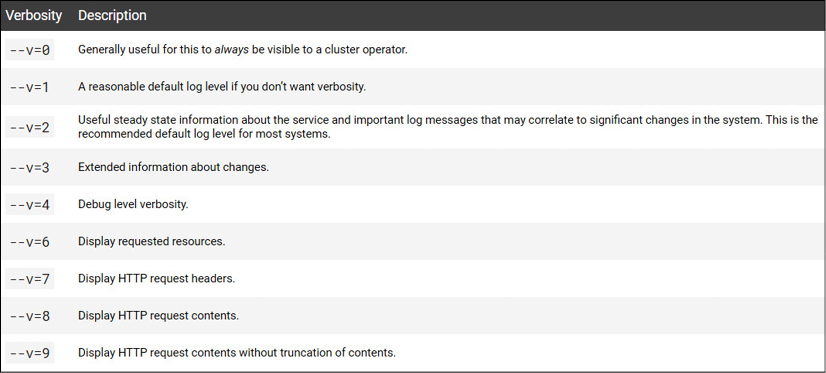 Verbosity Description
--v=0 Generally useful for this to always be visible to a cluster operator.
--v=1 A reasonable default log level if you don’t want verbosity.
--v=2 Useful steady state information about the service and important log messages that may correlate to significant changes in the system. This is the
recommended default log level for most systems.
--v=3 Extended information about changes.
--v=4 Debug level verbosity.
--v=6 Display requested resources.
--v=7 Display HTTP request headers.
--v=8 Display HTTP request contents.
--v=9 Display HTTP request contents without truncation of contents.